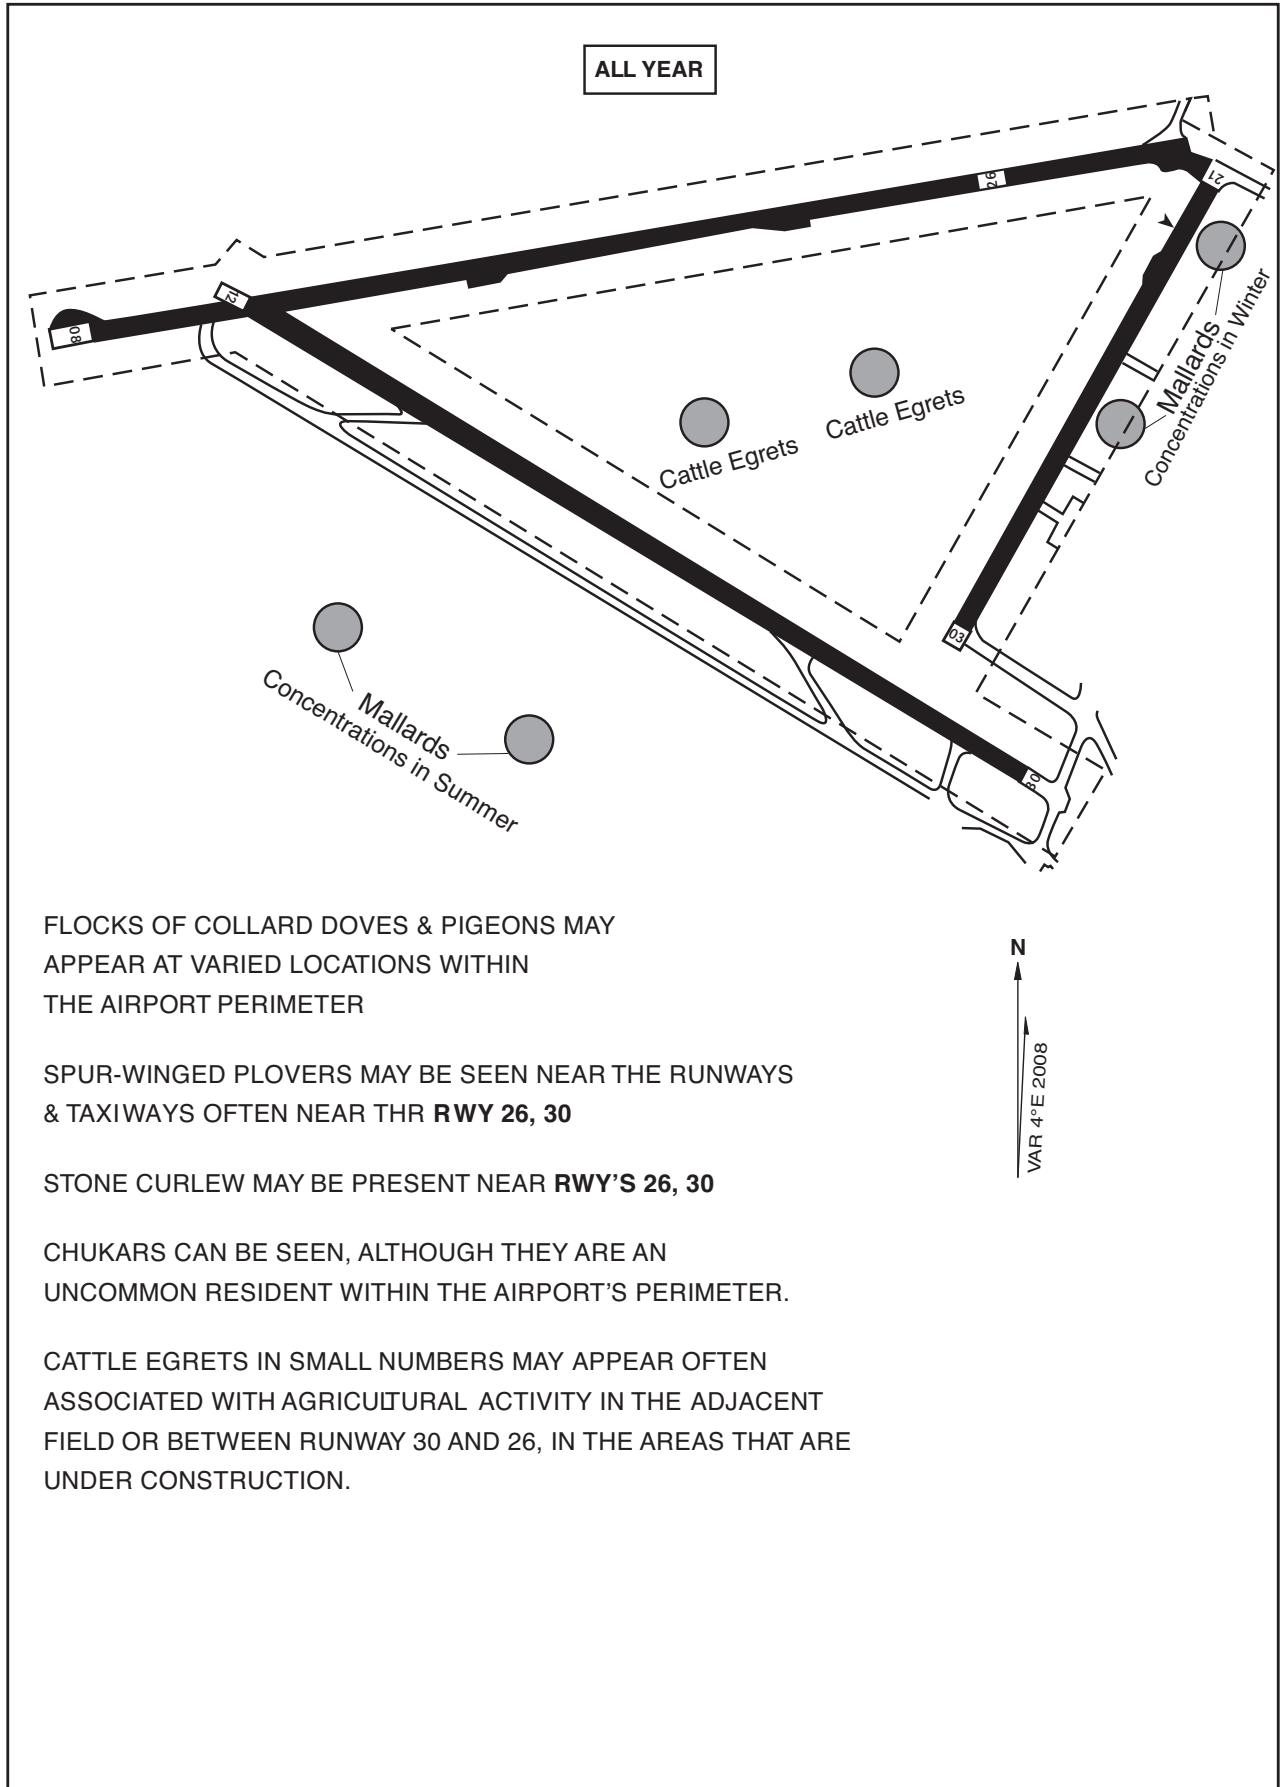 ALL YEAR
26
21
12
08
Cattle Egrets
Cattle Egrets
Mallards
Concentrations in Winter
03
Mallards
Concentrations in Summer
30
FLOCKS OF COLLARD DOVES & PIGEONS MAY
APPEAR AT VARIED LOCATIONS WITHIN
THE AIRPORT PERIMETER
N
VAR 4°E 2008
SPUR-WINGED PLOVERS MAY BE SEEN NEAR THE RUNWAYS
& TAXIWAYS OFTEN NEAR THR RWY 26, 30
STONE CURLEW MAY BE PRESENT NEAR RWY'S 26, 30
CHUKARS CAN BE SEEN, ALTHOUGH THEY ARE AN
UNCOMMON RESIDENT WITHIN THE AIRPORT'S PERIMETER.
CATTLE EGRETS IN SMALL NUMBERS MAY APPEAR OFTEN
ASSOCIATED WITH AGRICULTURAL ACTIVITY IN THE ADJACENT
FIELD OR BETWEEN RUNWAY 30 AND 26, IN THE AREAS THAT ARE
UNDER CONSTRUCTION.